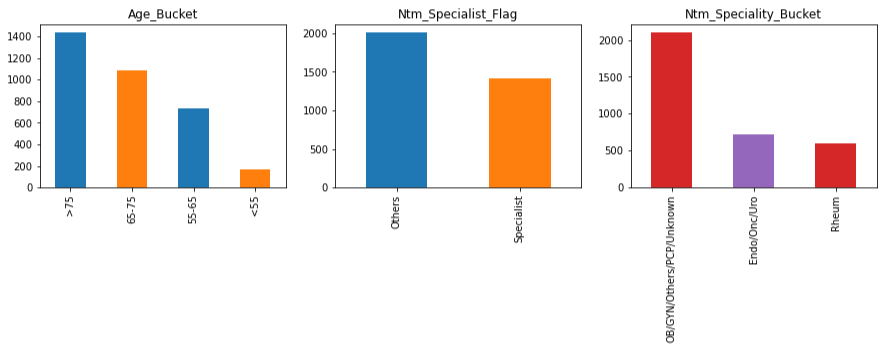 Age_Bucket
1400
1200
1000
800
600
400
200
0
>75
65-75
55-65
<55
Ntm_Specialist_Flag
2000
1500
1000
500
0
Others
Specialist
Ntm_Speciality_Bucket
2000
1500
1000
500
0
OB/GYN/Others/PCP/Unknown
Endo/Onc/Uro
Rheum